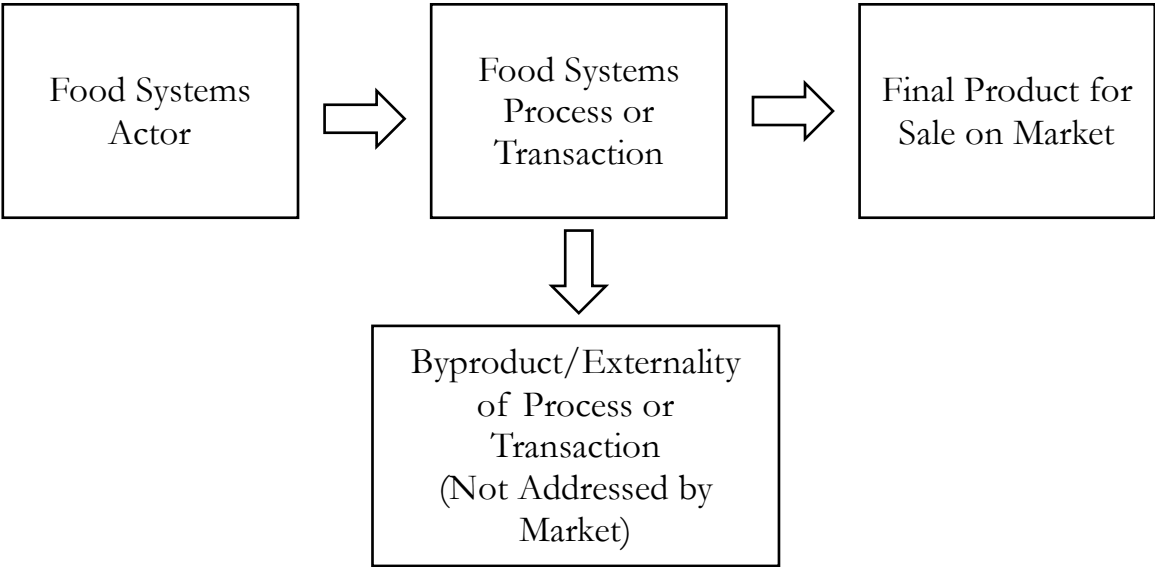 Food Systems
Actor
Food Systems
Process or
Transaction
Final Product for
Sale on Market
Byproduct/Externality
of Process or
Transaction
(Not Addressed by
Market)